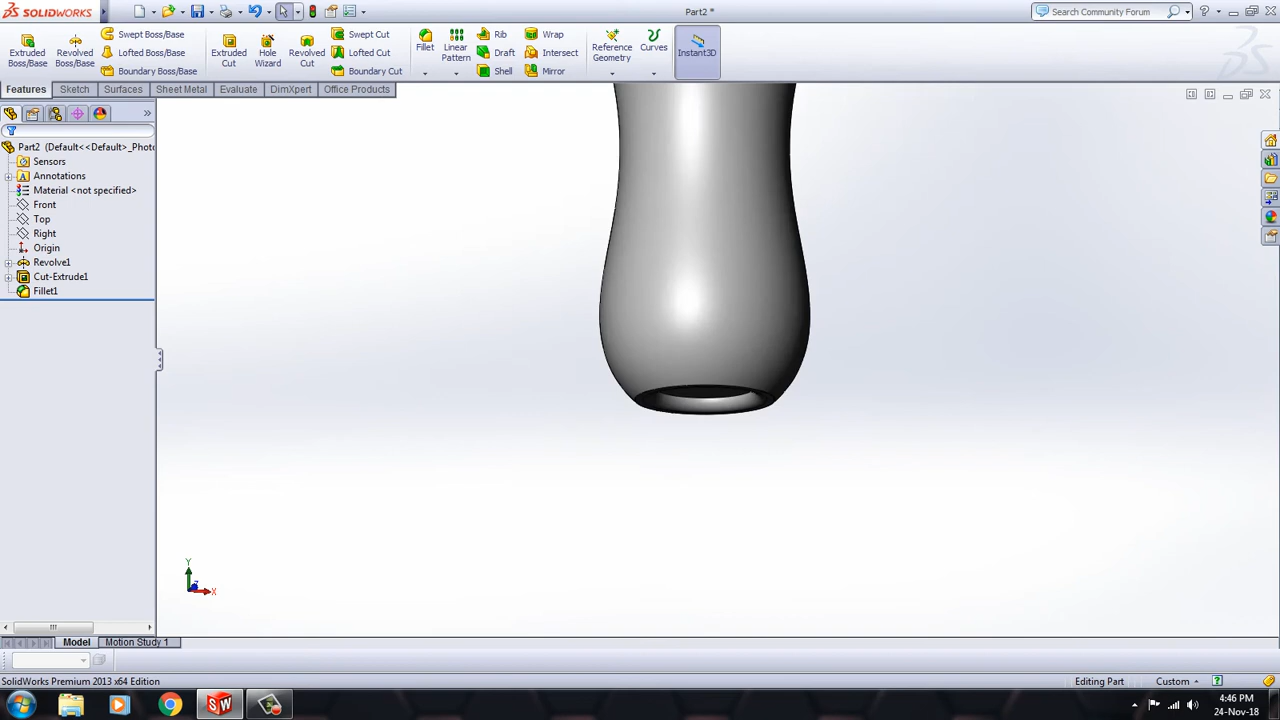 SOLIDWORKS
Part2 *
Search Community Forum
Extruded Boss/Base
Revolved Boss/Base
Swept Boss/Base
Lofted Boss/Base
Boundary Boss/Base
Extruded Cut
Hole Wizard
Revolved Cut
Swept Cut
Lofted Cut
Boundary Cut
Fillet
Linear Pattern
Rib
Draft
Shell
Wrap
Intersect
Mirror
Reference Geometry
Curves
Instant3D
Features
Sketch
Surfaces
Sheet Metal
Evaluate
DimXpert
Office Products
Part2 (Default<<Default>_Photo
Sensors
Annotations
Material <not specified>
Front
Top
Right
Origin
Revolve1
Cut-Extrude1
Fillet1
Y
Z
X
Model
Motion Study 1
SolidWorks Premium 2013 x64 Edition
Editing Part
Custom
4:46 PM
24-Nov-18